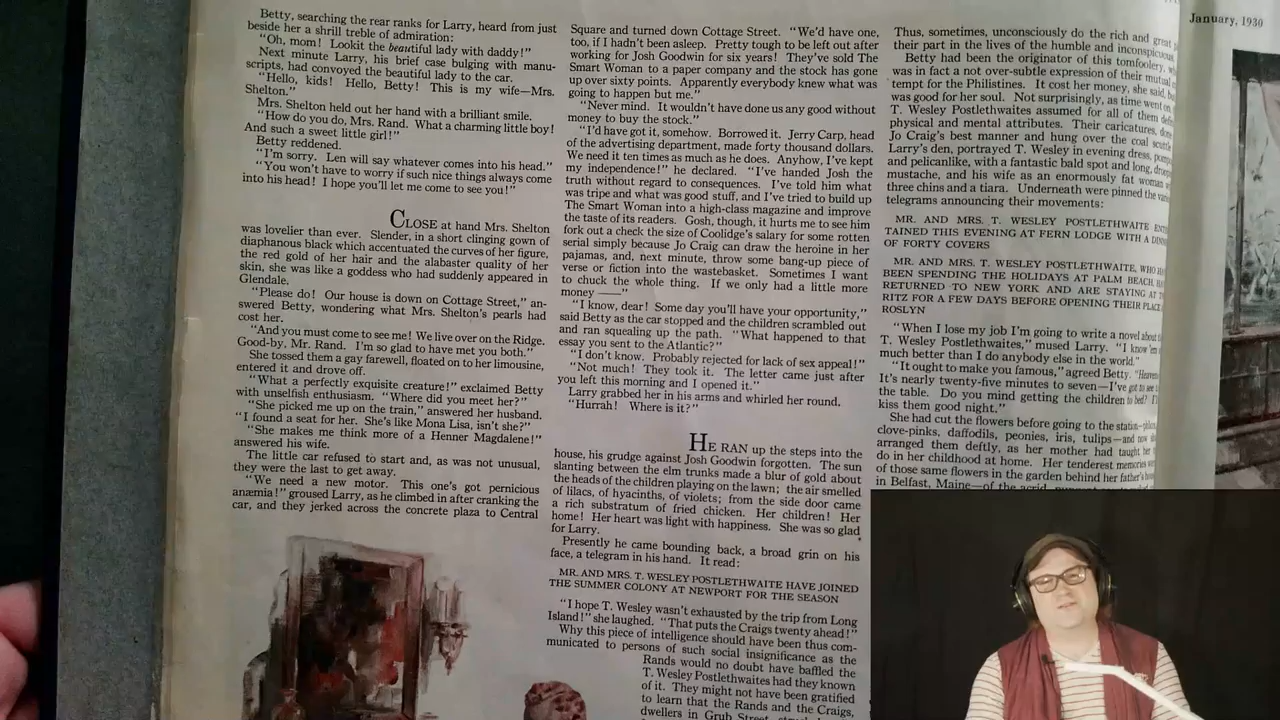 Betty, searching the rear ranks for Larry, heard from just
beside her a shrill treble of admiration:
"Oh, mom! Lookit the beautiful lady with daddy!"
Next minute Larry, his brief case bulging with manu-
scripts, had convoyed the beautiful lady to the car.
"Hello, kids! Hello, Betty! This is my wife—Mrs.
Shelton."
Mrs. Shelton held out her hand with a brilliant smile.
"How do you do, Mrs. Rand. What a charming little boy!
And such a sweet little girl!"
Betty reddened.
"I'm sorry. Len will say whatever comes into his head."
"You won't have to worry if such nice things always come
into his head! I hope you'll let me come to see you!"
CLOSE at hand Mrs. Shelton
was lovelier than ever. Slender, in a short clinging gown of
diaphanous black which accentuated the curves of her figure,
the red gold of her hair and the alabaster quality of her
skin, she was like a goddess who had suddenly appeared in
Glendale.
"Please do! Our house is down on Cottage Street," an-
swered Betty, wondering what Mrs. Shelton's pearls had
cost her.
"And you must come to see me! We live over on the Ridge.
Good-by, Mr. Rand. I'm so glad to have met you both."
She tossed them a gay farewell, floated on to her limousine,
entered it and drove off.
"What a perfectly exquisite creature!" exclaimed Betty
with unselfish enthusiasm. "Where did you meet her?"
"She picked me up on the train," answered her husband.
"I found a seat for her. She's like Mona Lisa, isn't she?"
"She makes me think more of a Henner Magdalene!"
answered his wife.
The little car refused to start and, as was not unusual,
they were the last to get away.
"We need a new motor. This one's got pernicious
anæmia!" groused Larry, as he climbed in after cranking the
car, and they jerked across the concrete plaza to Central
Square and turned down Cottage Street. "We'd have one,
too, if I hadn't been asleep. Pretty tough to be left out after
working for Josh Goodwin for six years! They've sold The
Smart Woman to a paper company and the stock has gone
up over sixty points. Apparently everybody knew what was
going to happen but me."
"Never mind. It wouldn't have done us any good without
money to buy the stock."
"I'd have got it, somehow. Borrowed it. Jerry Carp, head
of the advertising department, made forty thousand dollars.
We need it ten times as much as he does. Anyhow, I've kept
my independence!" he declared. "I've handed Josh the
truth without regard to consequences. I've told him what
was tripe and what was good stuff, and I've tried to build up
The Smart Woman into a high-class magazine and improve
the taste of its readers. Gosh, though, it hurts me to see him
fork out a check the size of Coolidge's salary for some rotten
serial simply because Jo Craig can draw the heroine in her
pajamas, and, next minute, throw some bang-up piece of
verse or fiction into the wastebasket. Sometimes I want
to chuck the whole thing. If we only had a little more
money ——"
"I know, dear! Some day you'll have your opportunity,"
said Betty as the car stopped and the children scrambled out
and ran squealing up the path. "What happened to that
essay you sent to the Atlantic?"
"I don't know. Probably rejected for lack of sex appeal!"
"Not much! They took it. The letter came just after
you left this morning and I opened it."
Larry grabbed her in his arms and whirled her round.
"Hurrah! Where is it?"
HE RAN up the steps into the
house, his grudge against Josh Goodwin forgotten. The sun
slanting between the elm trunks made a blur of gold about
the heads of the children playing on the lawn; the air smelled
of lilacs, of hyacinths, of violets; from the side door came
a rich substratum of fried chicken. Her children! Her
home! Her heart was light with happiness. She was so glad
for Larry.
Presently he came bounding back, a broad grin on his
face, a telegram in his hand. It read:
MR. AND MRS. T. WESLEY POSTLETHWAITE HAVE JOINED
THE SUMMER COLONY AT NEWPORT FOR THE SEASON
"I hope T. Wesley wasn't exhausted by the trip from Long
Island!" she laughed. "That puts the Craigs twenty ahead!"
Why this piece of intelligence should have been thus com-
municated to persons of such social insignificance as the
Rands would no doubt have baffled the
T. Wesley Postlethwaites had they known
of it. They might not have been gratified
to learn that the Rands and the Craigs,
dwellers in Grub Street,
Thus, sometimes, unconsciously do the rich and great
their part in the lives of the humble and inconspicuous
Betty had been the originator of this tomfoolery,
was in fact a not over-subtle expression of their mutual
tempt for the Philistines. It cost her money, she said,
was good for her soul. Not surprisingly, as time went on
T. Wesley Postlethwaites assumed for all of them
physical and mental attributes. Their caricatures,
Jo Craig's best manner and hung over the coal scuttle
Larry's den, portrayed T. Wesley in evening dress,
and pelicanlike, with a fantastic bald spot and long,
mustache, and his wife as an enormously fat woman
three chins and a tiara. Underneath were pinned the
telegrams announcing their movements:
MR. AND MRS. T. WESLEY POSTLETHWAITE
TAINED THIS EVENING AT FERN LODGE WITH A
OF FORTY COVERS
MR. AND MRS. T. WESLEY POSTLETHWAITE, WHO
BEEN SPENDING THE HOLIDAYS AT PALM BEACH,
RETURNED TO NEW YORK AND ARE STAYING AT
RITZ FOR A FEW DAYS BEFORE OPENING THEIR PLACE
ROSLYN
"When I lose my job I'm going to write a novel about
T. Wesley Postlethwaites," mused Larry. "I know 'em
much better than I do anybody else in the world."
"It ought to make you famous," agreed Betty.
It's nearly twenty-five minutes to seven—I've got to see
the table. Do you mind getting the children to bed?
kiss them good night."
She had cut the flowers before going to the station—
clove-pinks, daffodils, peonies, iris, tulips—and now
arranged them deftly, as her mother had taught her
do in her childhood at home. Her tenderest memories
of those same flowers in the garden behind her father's
in Belfast, Maine—of the acrid,
January, 1930